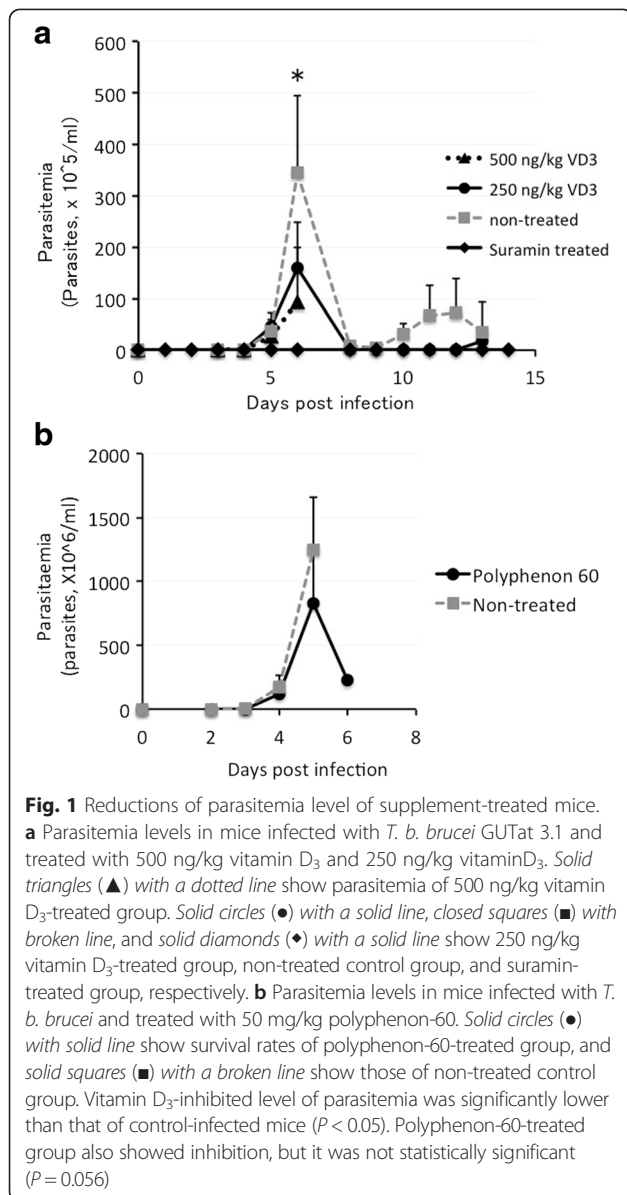 a
600
500
400
300
200
100
0
Parasitemia
(Parasites, x 10^5/ml)
*
500 ng/kg VD3
250 ng/kg VD3
non-treated
Suramin treated
0
5
10
15
Days post infection
b
2000
1500
1000
500
0
Parasitaemia
(parasites, X10^6/ml)
Polyphenon 60
Non-treated
0
2
4
6
8
Days post infection
Fig. 1 Reductions of parasitemia level of supplement-treated mice.
a Parasitemia levels in mice infected with T. b. brucei GUTat 3.1 and
treated with 500 ng/kg vitamin D₃ and 250 ng/kg vitaminD₃. Solid
triangles (▲) with a dotted line show parasitemia of 500 ng/kg vitamin
D₃-treated group. Solid circles (●) with a solid line, closed squares (■) with
broken line, and solid diamonds (◆) with a solid line show 250 ng/kg
vitamin D₃-treated group, non-treated control group, and suramin-
treated group, respectively. b Parasitemia levels in mice infected with T.
b. brucei and treated with 50 mg/kg polyphenon-60. Solid circles (●)
with solid line show survival rates of polyphenon-60-treated group, and
solid squares (■) with a broken line show those of non-treated control
group. Vitamin D₃-inhibited level of parasitemia was significantly lower
than that of control-infected mice (P < 0.05). Polyphenon-60-treated
group also showed inhibition, but it was not statistically significant
(P = 0.056)